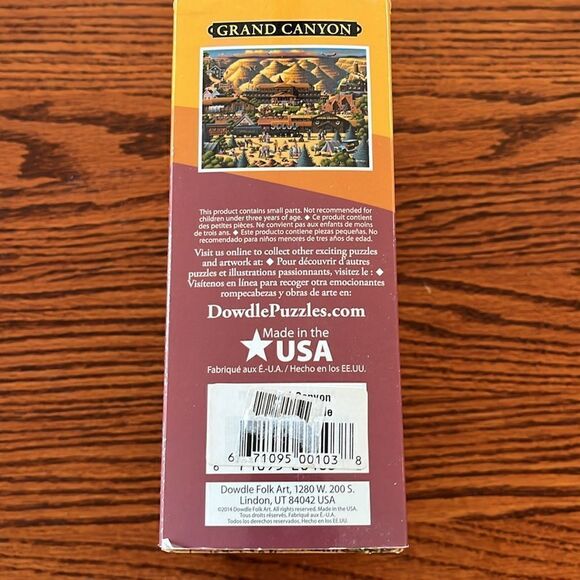 GRAND CANYON
This product contains small parts. Not recommended for
children under three years of age. ◆ Ce produit contient
des petites pièces. Ne convient pas aux enfants de moins
de trois ans. ◆ Este producto contiene piezas pequeñas. No
recomendado para niños menores de tres años de edad.
Visit us online to collect other exciting puzzles
and artwork at: ◆ Pour découvrir d'autres
puzzles et illustrations passionnants, visitez le : ◆
Visítenos en línea para recoger otra emocionantes
rompecabezas y obras de arte en:
DowdlePuzzles.com
Made in the
USA
Fabriqué aux É.-U.A. / Hecho en los EE.UU.
Canyon
6 71095 00103 8
Dowdle Folk Art, 1280 W. 200 S.
Lindon, UT 84042 USA
©2014 Dowdle Folk Art. All rights reserved. Made in the USA.
Tous droits réservés. Fabriqué aux É.-U.A.
Todos los derechos reservados. Hecho en los EE.UU.